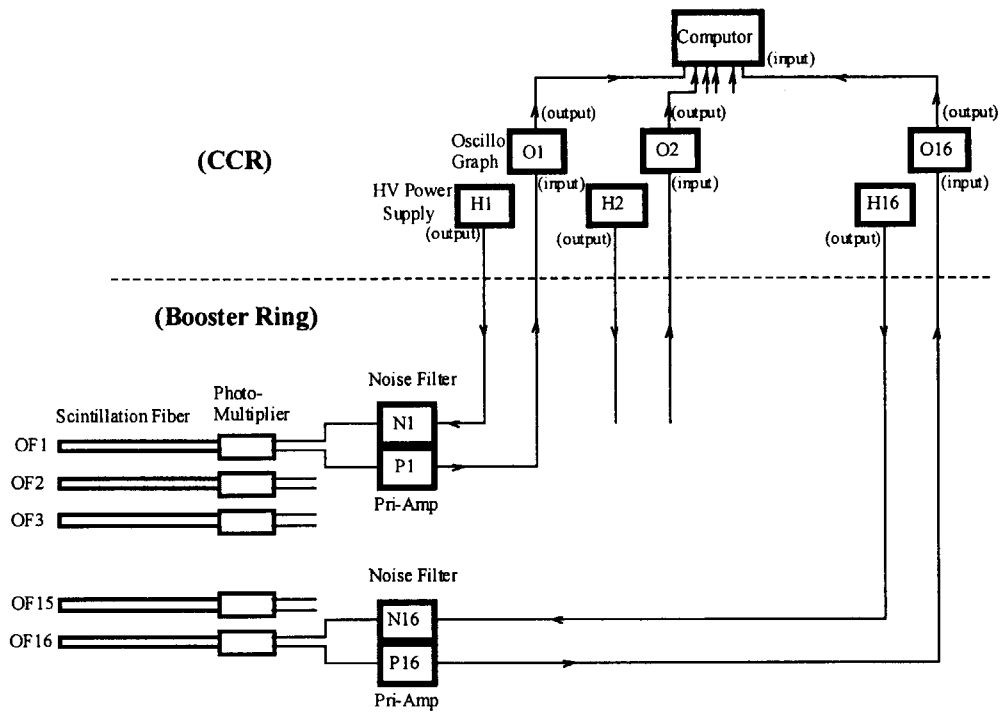 Computor
(input)
(output)
(output)
(output)
Oscillo
Graph
O1
O2
O16
(CCR)
(input)
(input)
(input)
HV Power
Supply
H1
H2
H16
(output)
(output)
(output)
(Booster Ring)
Noise Filter
Photo-
Multiplier
Scintillation Fiber
N1
OF1
P1
OF2
Pri-Amp
OF3
Noise Filter
OF15
N16
OF16
P16
Pri-Amp